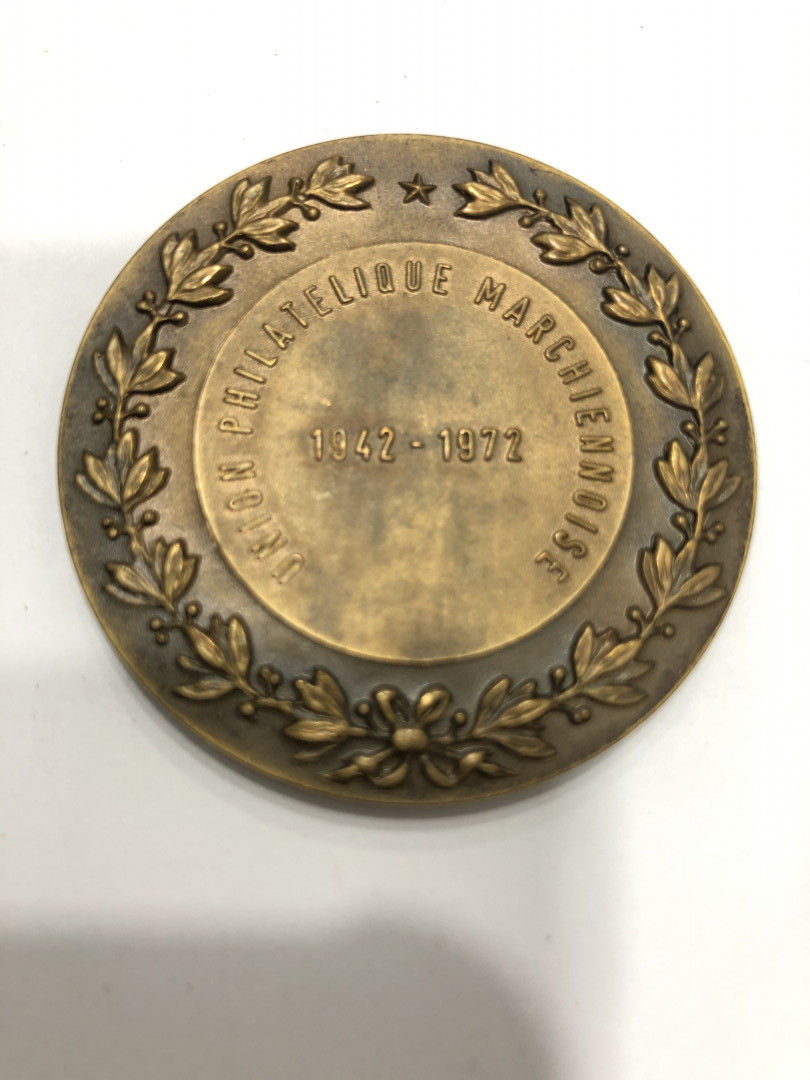 UNION PHILATELIQUE MARCHIENNOISE
1942 - 1972